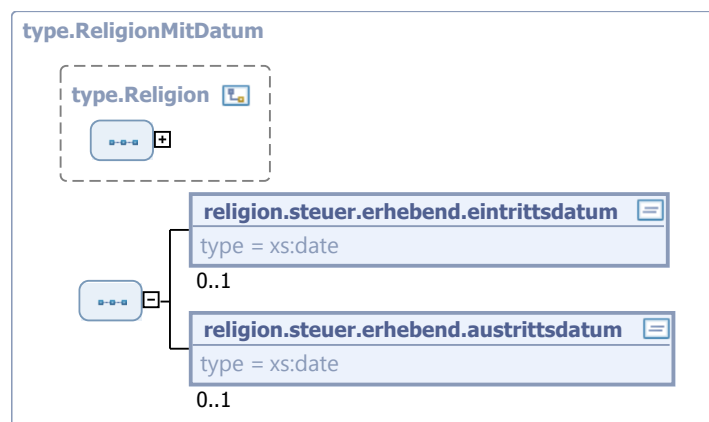 type.ReligionMitDatum
type.Religion
religion.steuer.erhebend.eintrittsdatum
type = xs:date
0..1
religion.steuer.erhebend.austrittsdatum
type = xs:date
0..1